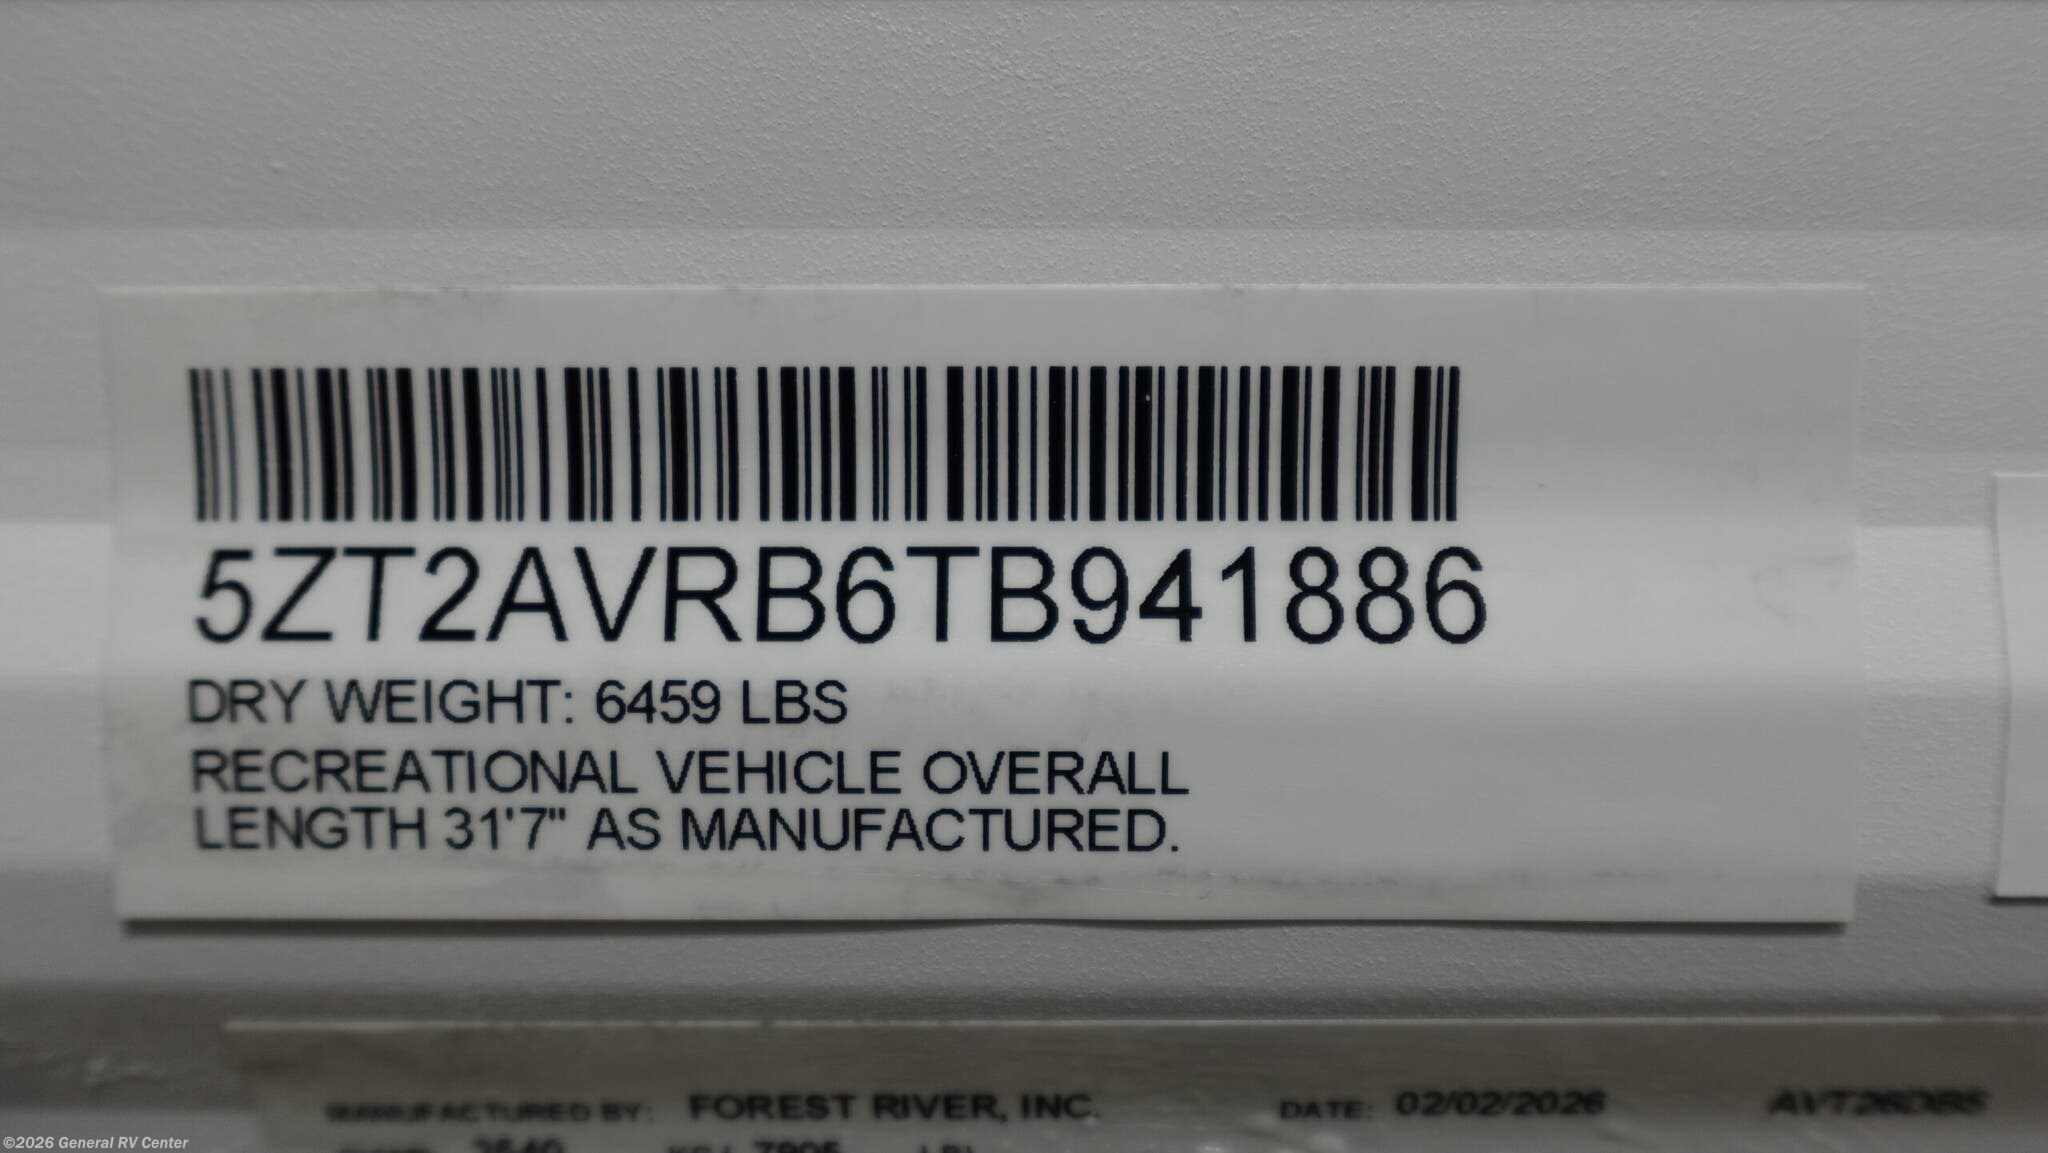 5ZT2AVRB6TB941886
DRY WEIGHT: 6459 LBS
RECREATIONAL VEHICLE OVERALL
LENGTH 31'7" AS MANUFACTURED.
MANUFACTURED BY: FOREST RIVER, INC. DATE: 02/02/2026 AVT26DBS
©2026 General RV Center